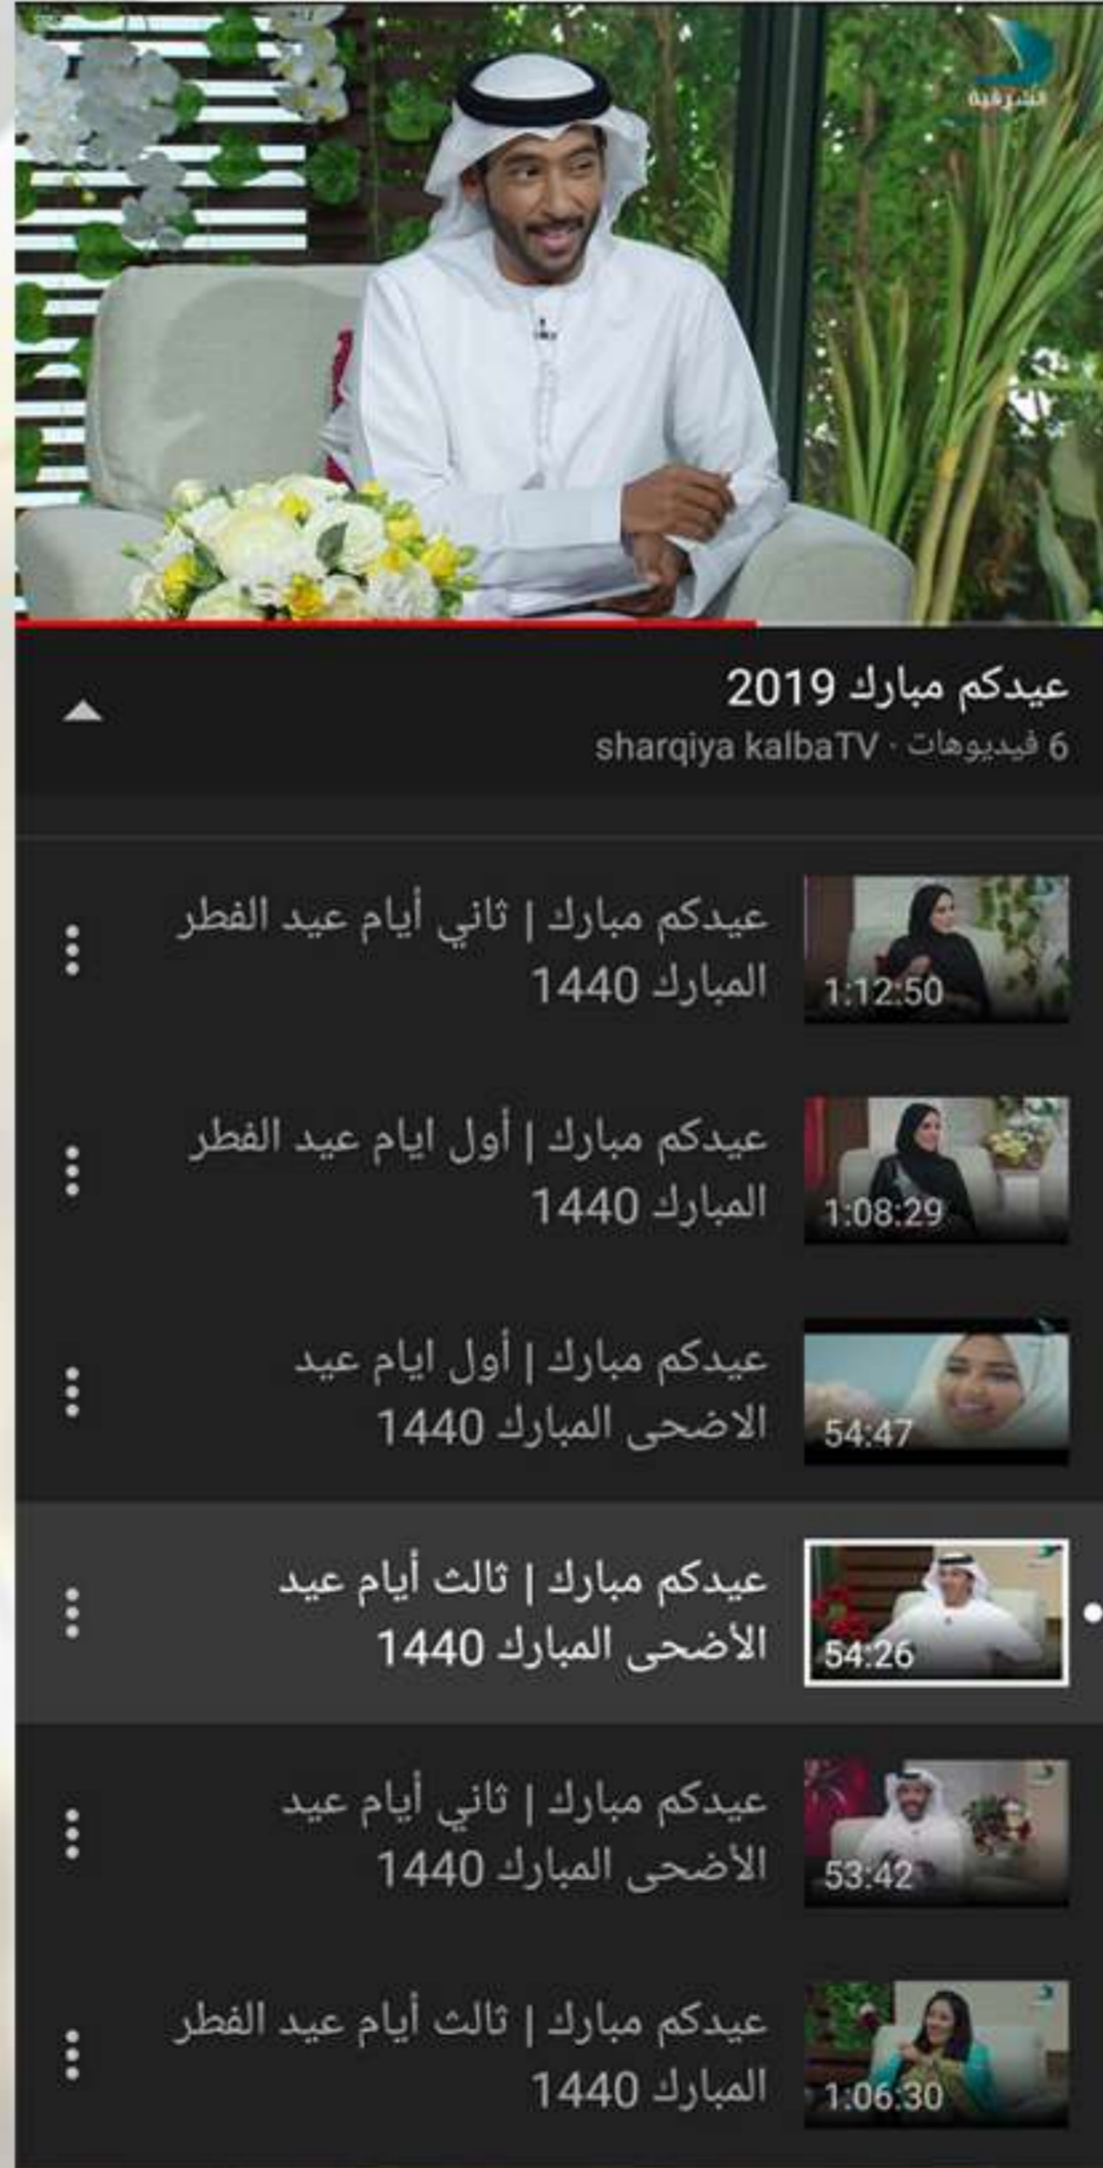 الشرقية
عيدكم مبارك 2019
6 فيديوهات · sharqiya kalbaTV
عيدكم مبارك | ثاني أيام عيد الفطر
المبارك 1440
1:12:50
عيدكم مبارك | أول ايام عيد الفطر
المبارك 1440
1:08:29
عيدكم مبارك | أول ايام عيد
الاضحى المبارك 1440
54:47
عيدكم مبارك | ثالث أيام عيد
الأضحى المبارك 1440
54:26
عيدكم مبارك | ثاني أيام عيد
الأضحى المبارك 1440
53:42
عيدكم مبارك | ثالث أيام عيد الفطر
المبارك 1440
1:06:30